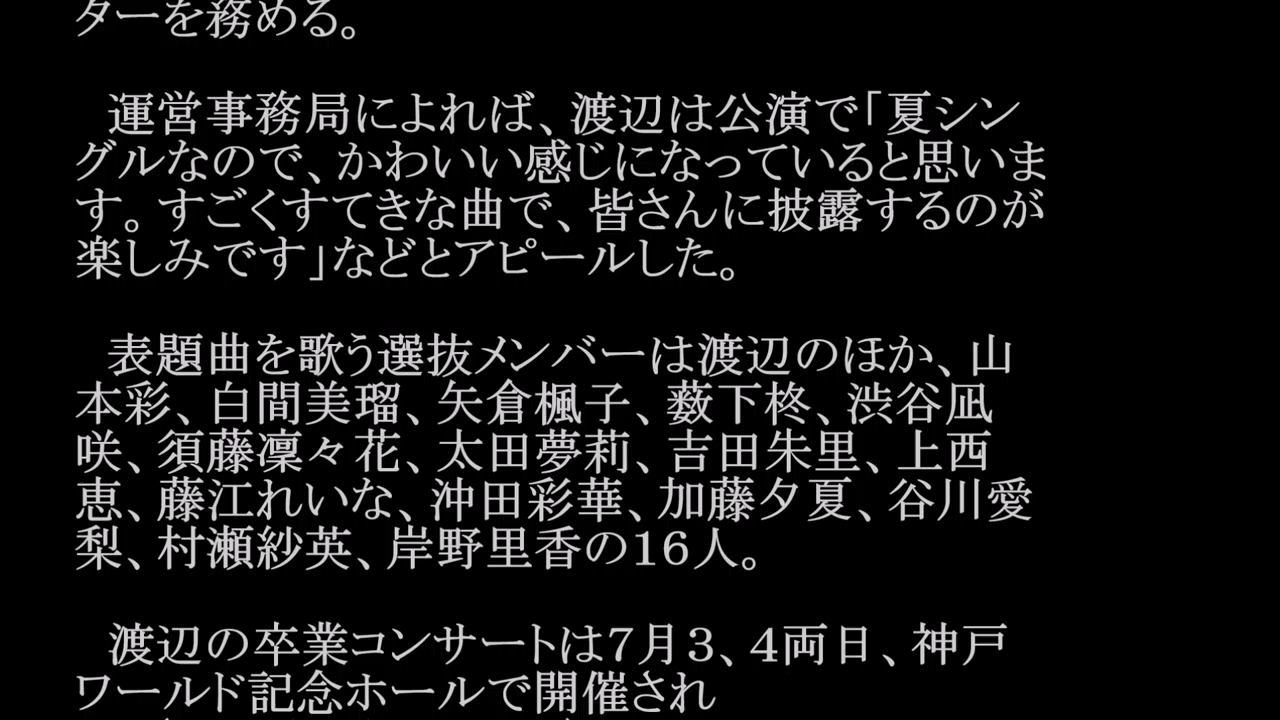 ターを務める。
運営事務局によれば、渡辺は公演で「夏シン
グルなので、かわいい感じになっていると思いま
す。すごくすてきな曲で、皆さんに披露するのが
楽しみです」などとアピールした。
表題曲を歌う選抜メンバーは渡辺のほか、山
本彩、白間美瑠、矢倉楓子、薮下柊、渋谷凪
咲、須藤凜々花、太田夢莉、吉田朱里、上西
恵、藤江れいな、沖田彩華、加藤夕夏、谷川愛
梨、村瀬紗英、岸野里香の１６人。
渡辺の卒業コンサートは７月３、４両日、神戸
ワールド記念ホールで開催され